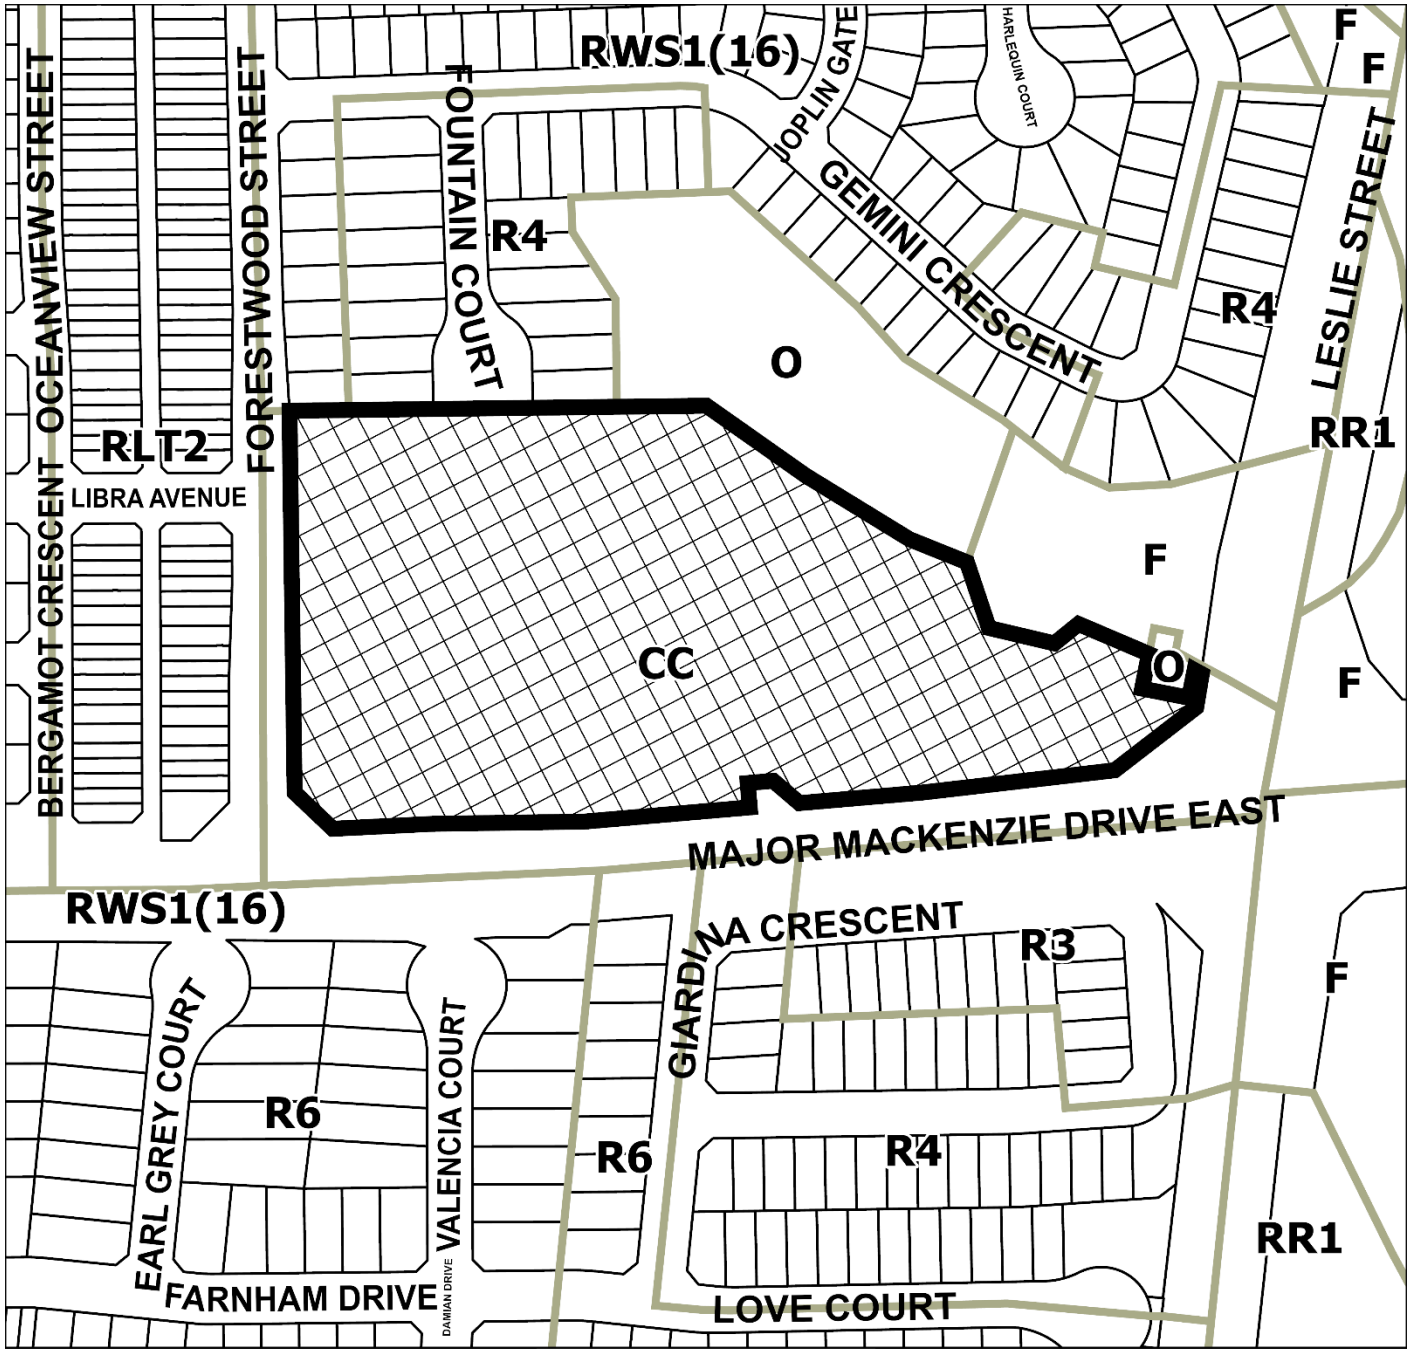 RWS1(16)
F
F
HARLEQUIN COURT
JOPLIN GATE
FOUNTAIN COURT
OCEANVIEW STREET
FORESTWOOD STREET
GEMINI CRESCENT
LESLIE STREET
R4
R4
O
RLT2
RR1
LIBRA AVENUE
BERGAMOT CRESCENT
F
CC
O
F
MAJOR MACKENZIE DRIVE EAST
RWS1(16)
GIARDINA CRESCENT
R3
F
EARL GREY COURT
VALENCIA COURT
R6
R6
R4
RR1
FARNHAM DRIVE
DAMIAN DRIVE
LOVE COURT